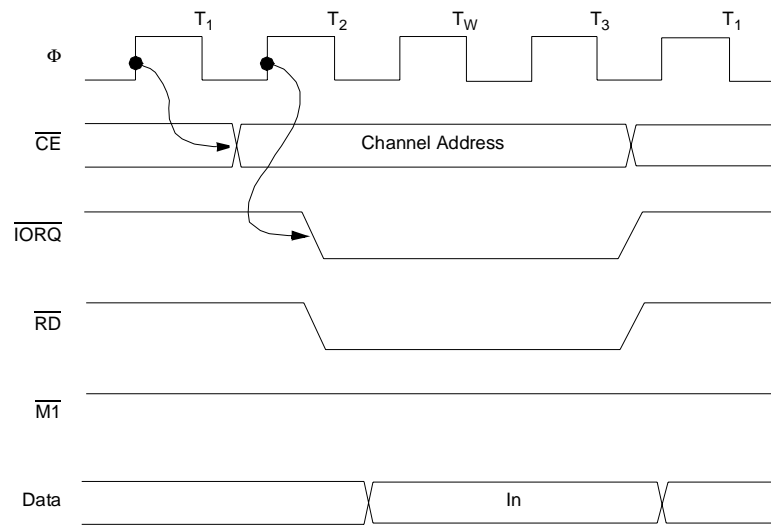 T1 T2 TW T3 T1
Φ
CE Channel Address
IORQ
RD
M1
Data In